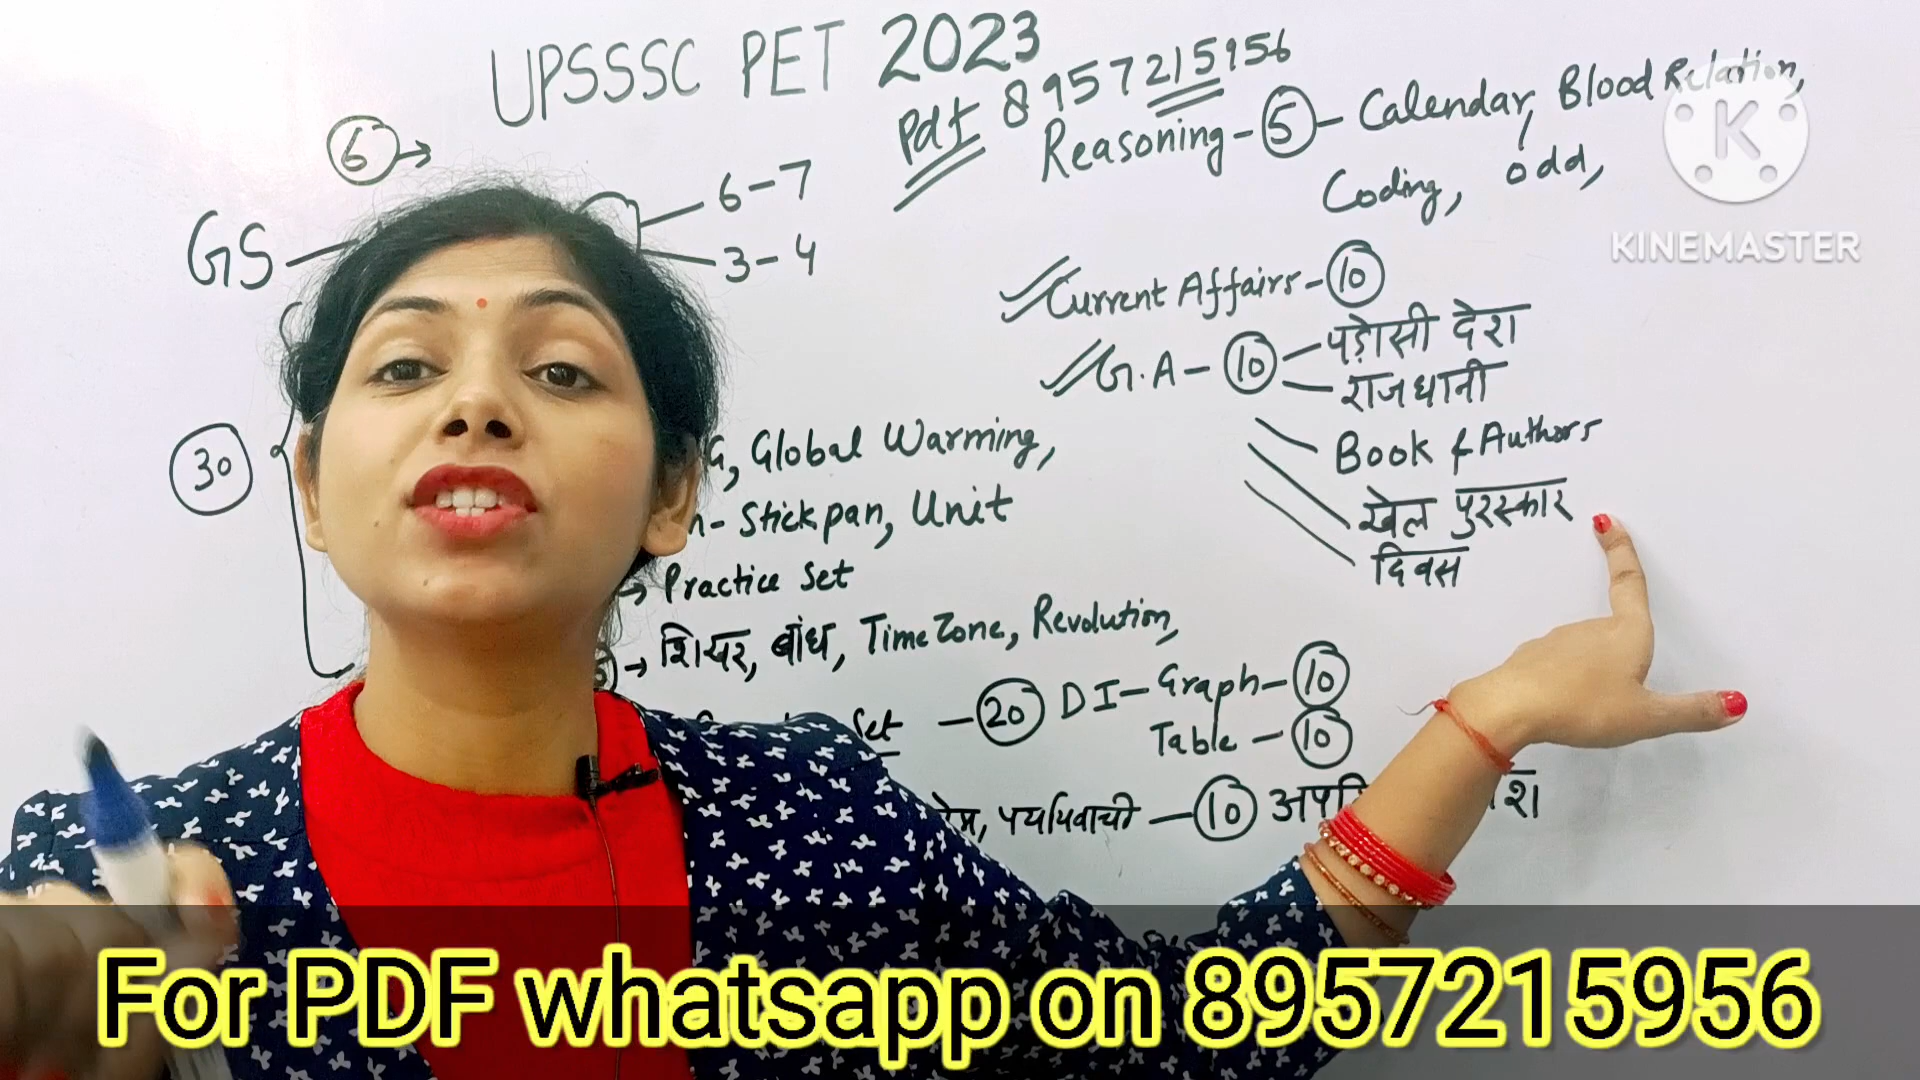 UPSSSC PET 2023
Pdf 8957215956
6 →
GS
6-7
3-4
30
Reasoning - 5 - Calendar, Blood Relation,
Coding, odd,
Current Affairs - 10
G.A - 10
पड़ोसी देश
राजधानी
Book & Authors
खेल पुरस्कार
दिवस
G, Global Warming,
- Stickpan, Unit
→ Practice Set
→ शिखर, बांध, Time Zone, Revolution,
Set - 20 DI - Graph - 10
Table - 10
पर्यायवाची - 10
K
KINEMASTER
For PDF whatsapp on 8957215956